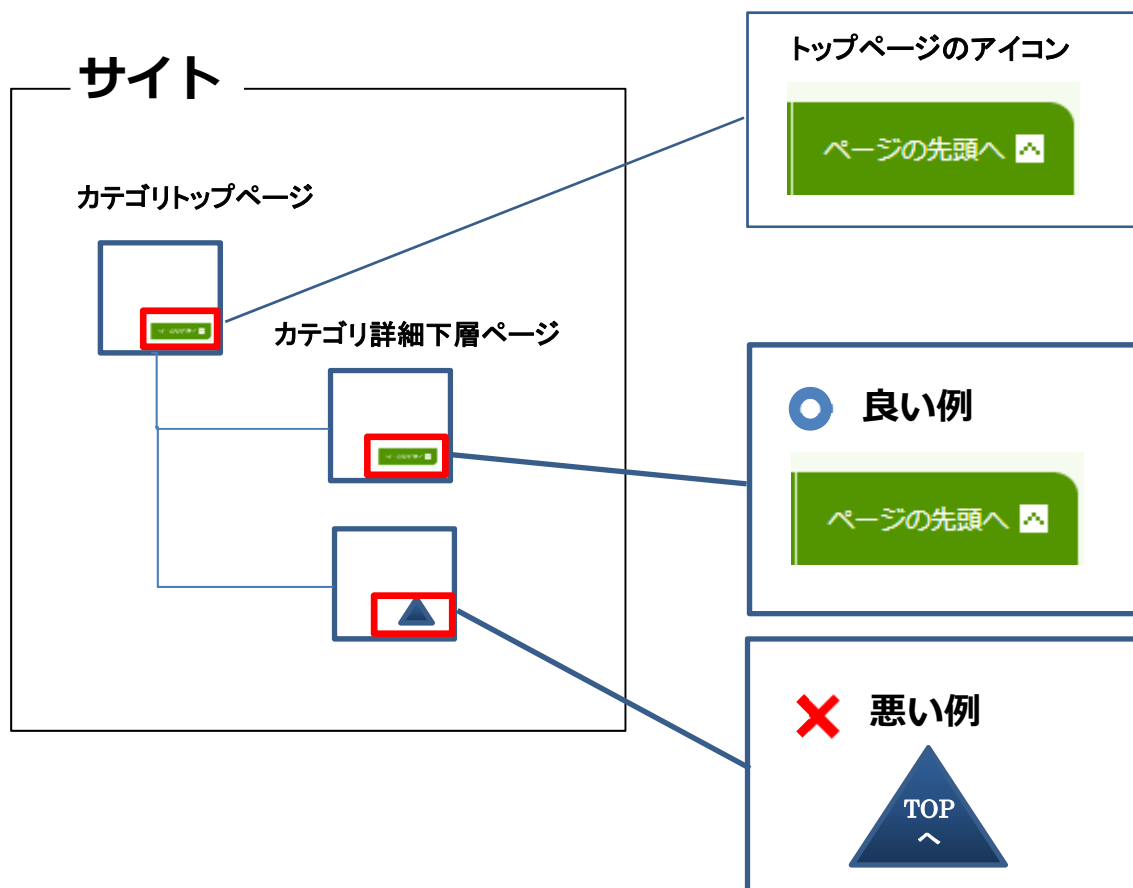 サイト
トップページのアイコン
ページの先頭へ
カテゴリトップページ
カテゴリ詳細下層ページ
良い例
ページの先頭へ
悪い例
TOP
へ